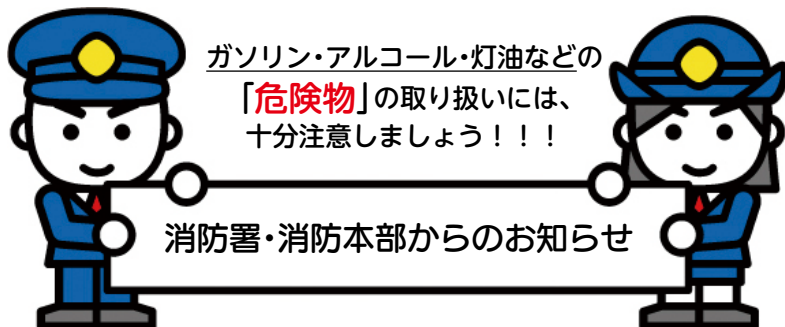 ガソリン・アルコール・灯油などの
「危険物」の取り扱いには、
十分注意しましょう！！！
消防署・消防本部からのお知らせ